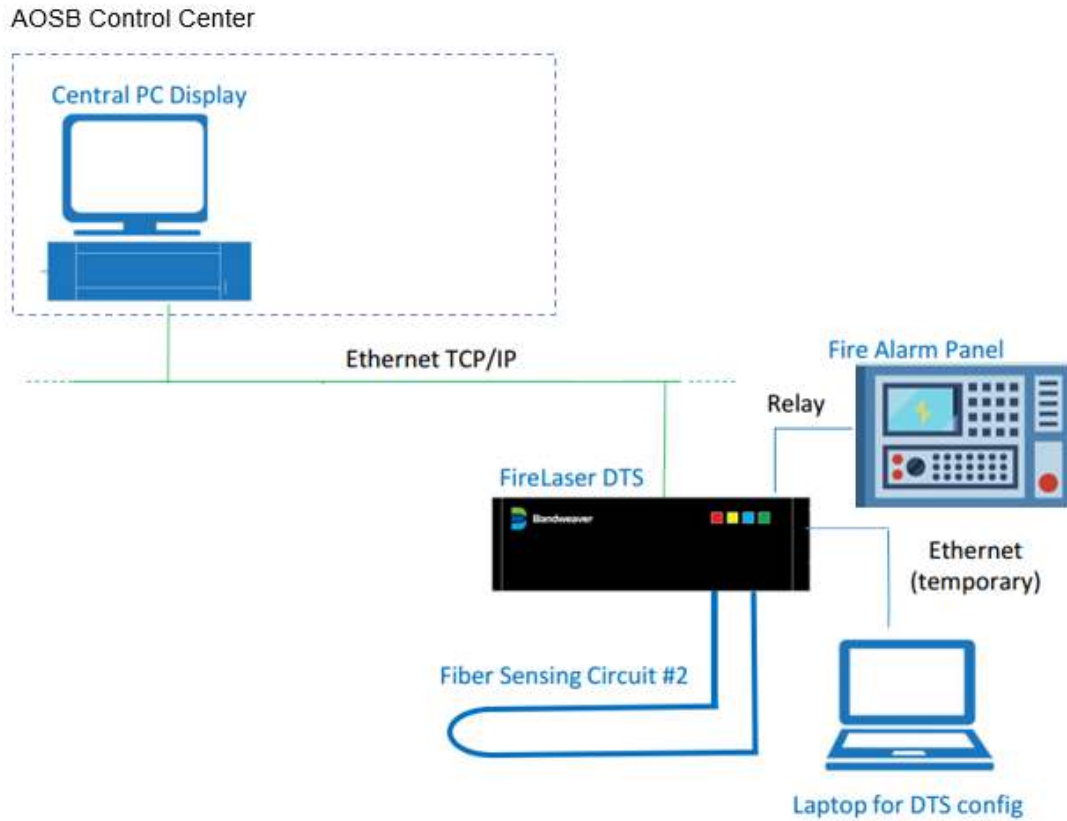 AOSB Control Center
Central PC Display
Ethernet TCP/IP
Fire Alarm Panel
Relay
FireLaser DTS
Bandweaver
Ethernet
(temporary)
Fiber Sensing Circuit #2
Laptop for DTS config